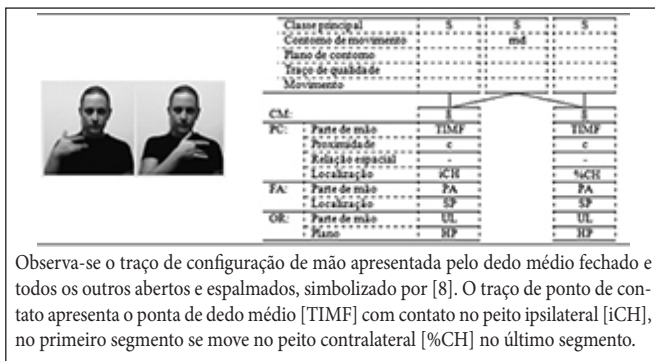 Classe principal S S S
Contorno de movimento md
Plano de contorno
Traço de qualidade
Movimento
CM: 8 8
PC: Parte de mão TIMF TIMF
Proximidade c c
Relação espacial - -
Localização iCH %CH
FA: Parte de mão PA PA
Localização SP SP
OR: Parte de mão UL UL
Plano HP HP
Observa-se o traço de configuração de mão apresentada pelo dedo médio fechado e
todos os outros abertos e espalmados, simbolizado por [8]. O traço de ponto de con-
tato apresenta o ponta de dedo médio [TIMF] com contato no peito ipsilateral [iCH],
no primeiro segmento se move no peito contralateral [%CH] no último segmento.